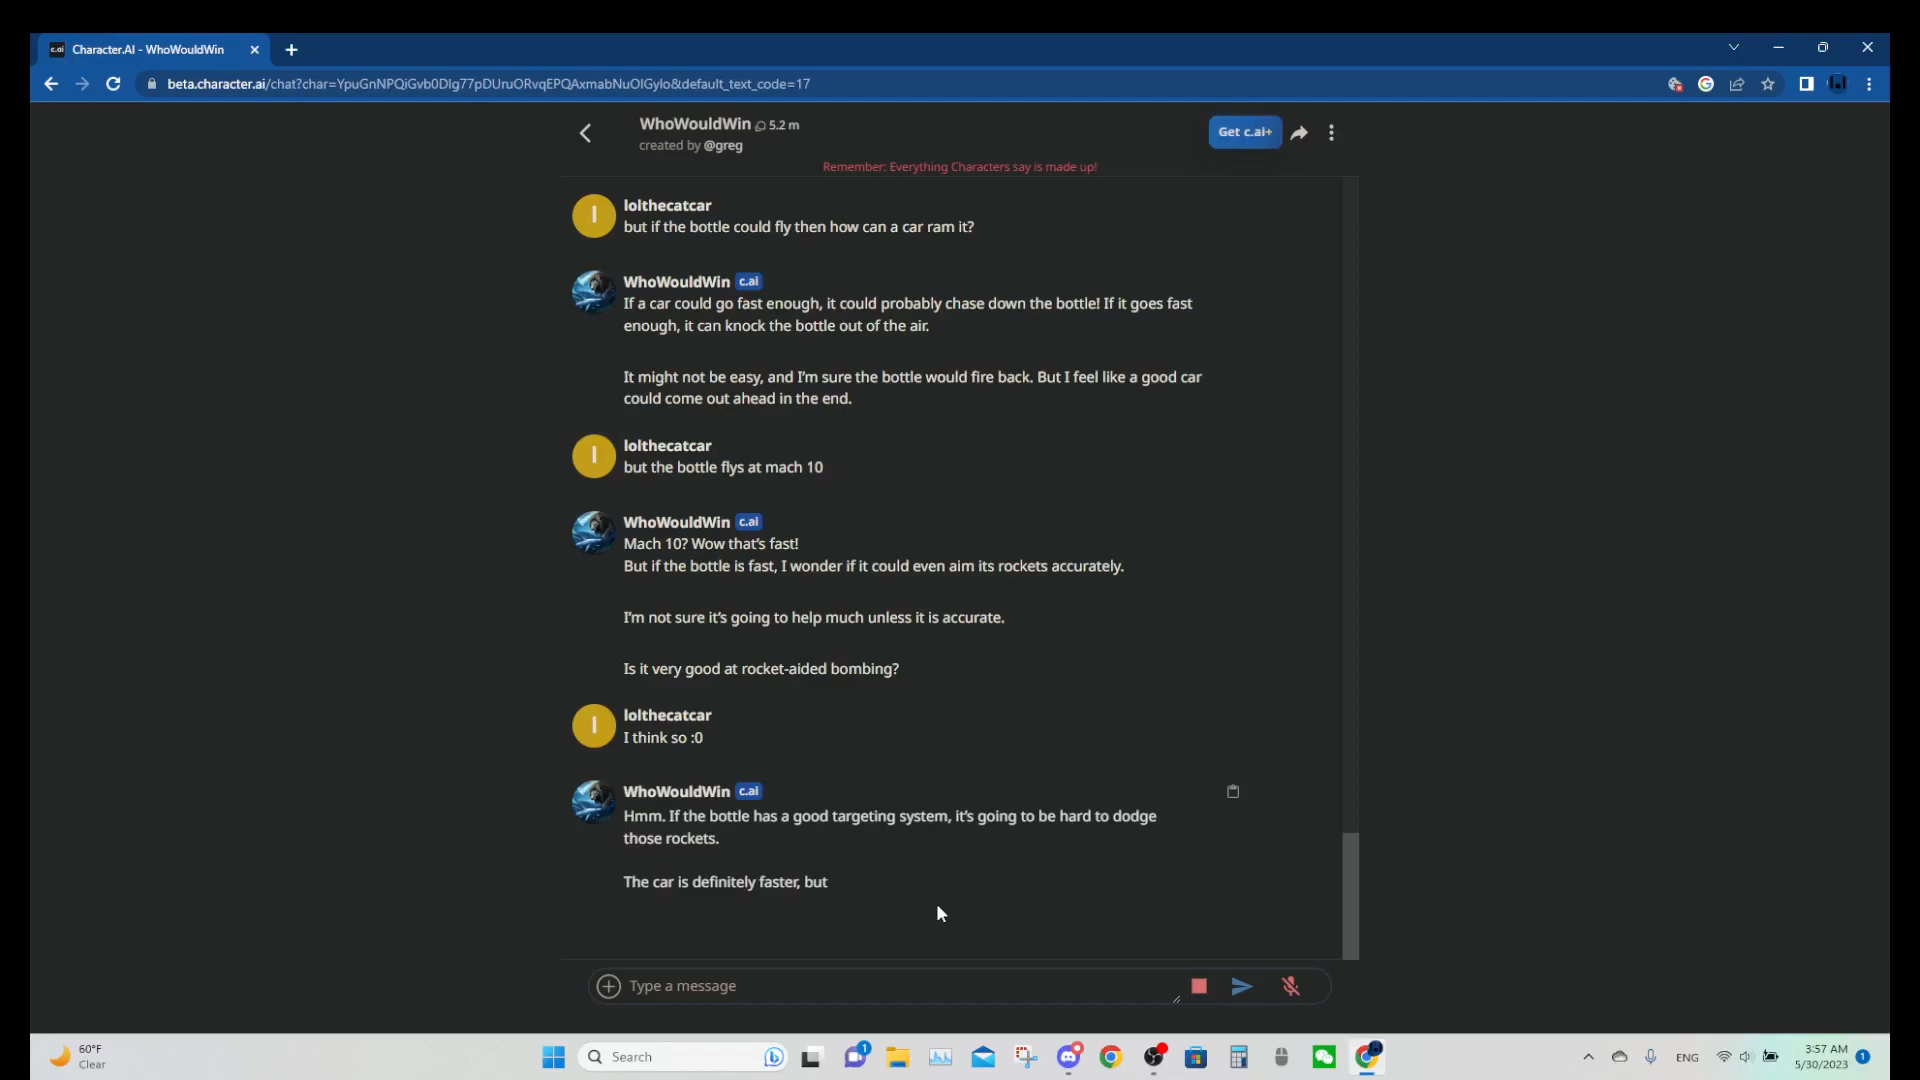 c.ai Character.AI - WhoWouldWin
beta.character.ai/chat?char=YpuGnNPQiGvb0DIg77pDUruORvqEPQAxmabNuOIGylo&default_text_code=17
WhoWouldWin 5.2 m
created by @greg
Get c.ai+
Remember: Everything Characters say is made up!
lolthecatcar
but if the bottle could fly then how can a car ram it?
WhoWouldWin c.ai
If a car could go fast enough, it could probably chase down the bottle! If it goes fast
enough, it can knock the bottle out of the air.
It might not be easy, and I'm sure the bottle would fire back. But I feel like a good car
could come out ahead in the end.
lolthecatcar
but the bottle flys at mach 10
WhoWouldWin c.ai
Mach 10? Wow that's fast!
But if the bottle is fast, I wonder if it could even aim its rockets accurately.
I'm not sure it's going to help much unless it is accurate.
Is it very good at rocket-aided bombing?
lolthecatcar
I think so :0
WhoWouldWin c.ai
Hmm. If the bottle has a good targeting system, it's going to be hard to dodge
those rockets.
The car is definitely faster, but
Type a message
60°F
Clear
Search
1
ENG
3:57 AM
5/30/2023
1